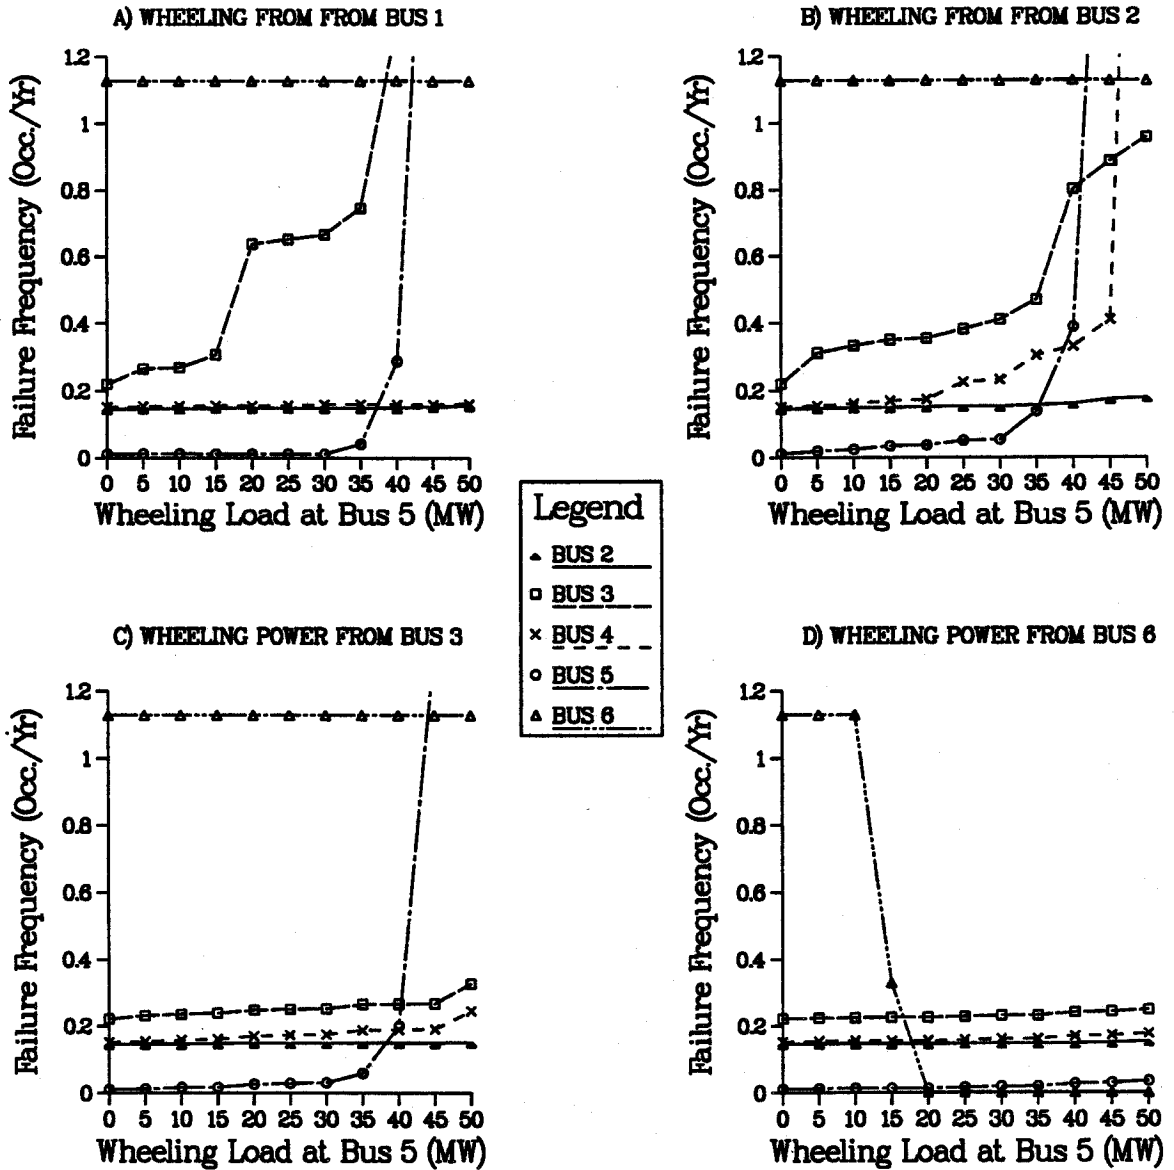 A) WHEELING FROM FROM BUS 1
Failure Frequency (Occ./Yr)
1.2
1
0.8
0.6
0.4
0.2
0
0 5 10 15 20 25 30 35 40 45 50
Wheeling Load at Bus 5 (MW)
B) WHEELING FROM FROM BUS 2
Failure Frequency (Occ./Yr)
1.2
1
0.8
0.6
0.4
0.2
0
0 5 10 15 20 25 30 35 40 45 50
Wheeling Load at Bus 5 (MW)
Legend
BUS 2
BUS 3
BUS 4
BUS 5
BUS 6
C) WHEELING POWER FROM BUS 3
Failure Frequency (Occ./Yr)
1.2
1
0.8
0.6
0.4
0.2
0
0 5 10 15 20 25 30 35 40 45 50
Wheeling Load at Bus 5 (MW)
D) WHEELING POWER FROM BUS 6
Failure Frequency (Occ./Yr)
1.2
1
0.8
0.6
0.4
0.2
0
0 5 10 15 20 25 30 35 40 45 50
Wheeling Load at Bus 5 (MW)